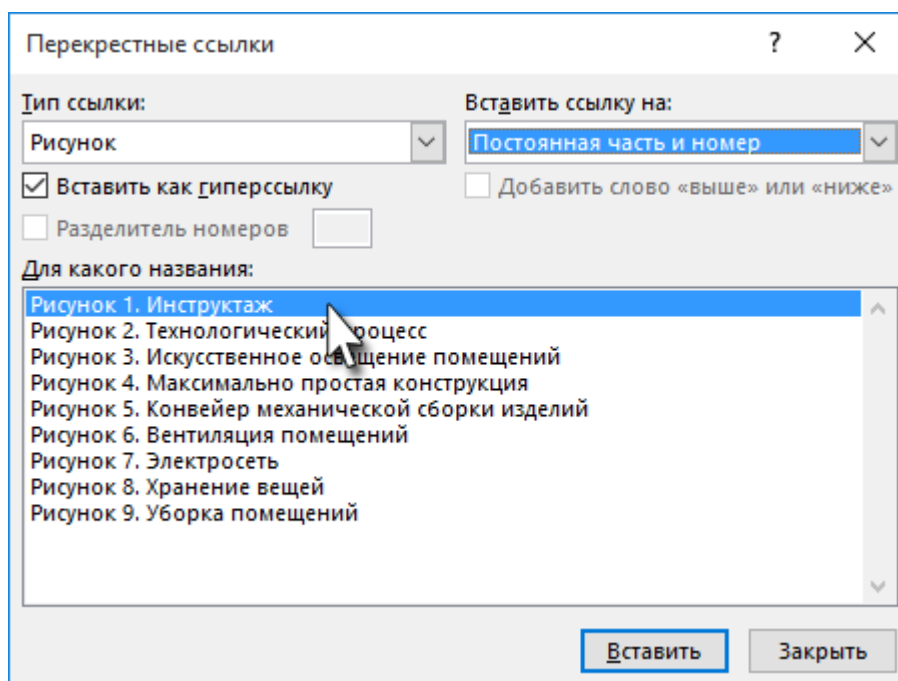 Перекрестные ссылки ?
Тип ссылки: Вставить ссылку на:
Рисунок Постоянная часть и номер
Вставить как гиперссылку Добавить слово «выше» или «ниже»
Разделитель номеров
Для какого названия:
Рисунок 1. Инструктаж
Рисунок 2. Технологический процесс
Рисунок 3. Искусственное освещение помещений
Рисунок 4. Максимально простая конструкция
Рисунок 5. Конвейер механической сборки изделий
Рисунок 6. Вентиляция помещений
Рисунок 7. Электросеть
Рисунок 8. Хранение вещей
Рисунок 9. Уборка помещений
Вставить Закрыть